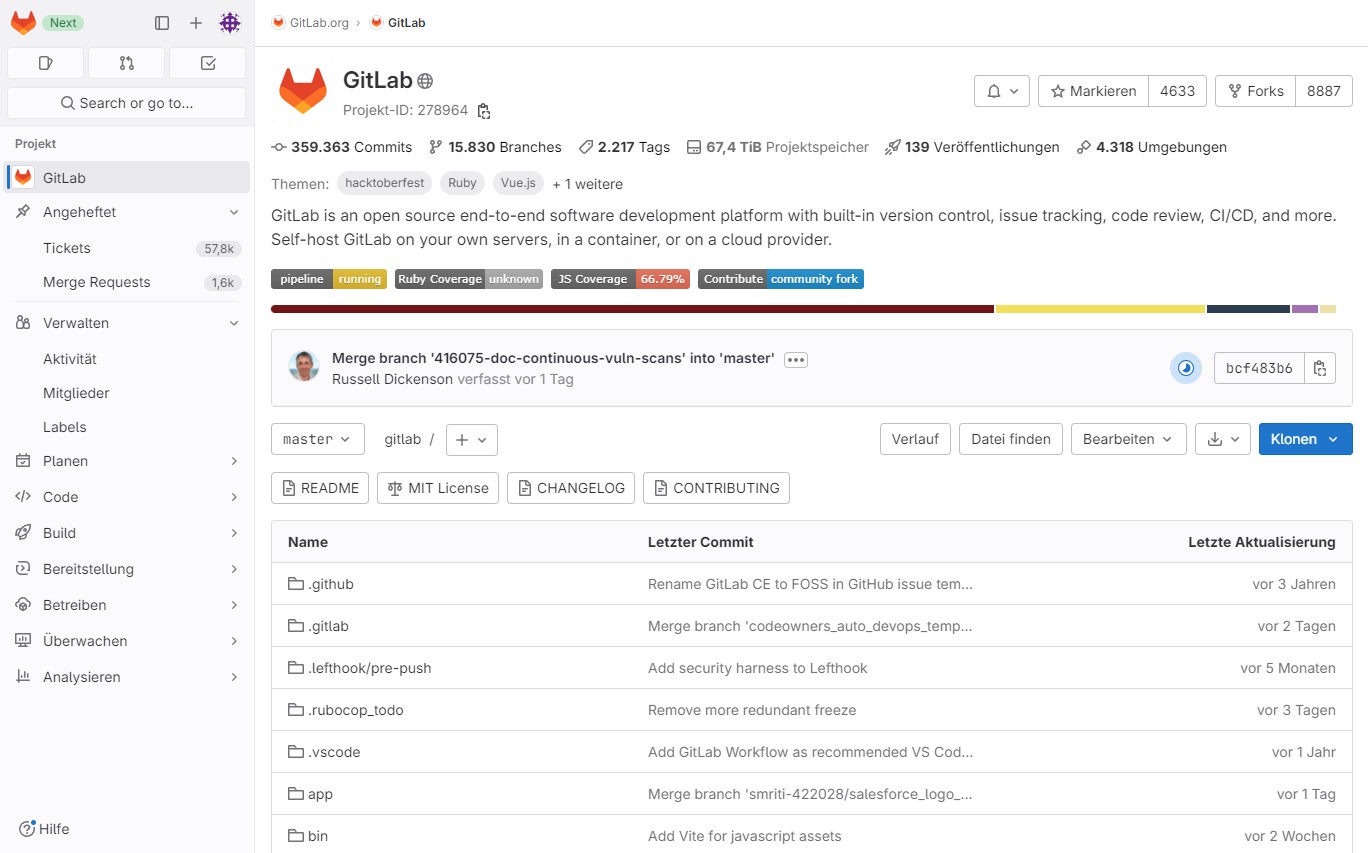 Next
Search or go to...
Projekt
GitLab
Angeheftet
Tickets 57,8k
Merge Requests 1,6k
Verwalten
Aktivität
Mitglieder
Labels
Planen
Code
Build
Bereitstellung
Betreiben
Überwachen
Analysieren
Hilfe
GitLab.org › GitLab
GitLab
Projekt-ID: 278964
Markieren 4633 Forks 8887
359.363 Commits 15.830 Branches 2.217 Tags 67,4 TiB Projektspeicher 139 Veröffentlichungen 4.318 Umgebungen
Themen: hacktoberfest Ruby Vue.js + 1 weitere
GitLab is an open source end-to-end software development platform with built-in version control, issue tracking, code review, CI/CD, and more.
Self-host GitLab on your own servers, in a container, or on a cloud provider.
pipeline running Ruby Coverage unknown JS Coverage 66.79% Contribute community fork
Merge branch '416075-doc-continuous-vuln-scans' into 'master'
Russell Dickenson verfasst vor 1 Tag
bcf483b6
master gitlab / Verlauf Datei finden Bearbeiten Klonen
README MIT License CHANGELOG CONTRIBUTING
Name Letzter Commit Letzte Aktualisierung
.github Rename GitLab CE to FOSS in GitHub issue tem... vor 3 Jahren
.gitlab Merge branch 'codeowners_auto_devops_temp... vor 2 Tagen
.lefthook/pre-push Add security harness to Lefthook vor 5 Monaten
.rubocop_todo Remove more redundant freeze vor 3 Tagen
.vscode Add GitLab Workflow as recommended VS Cod... vor 1 Jahr
app Merge branch 'smriti-422028/salesforce_logo_... vor 1 Tag
bin Add Vite for javascript assets vor 2 Wochen